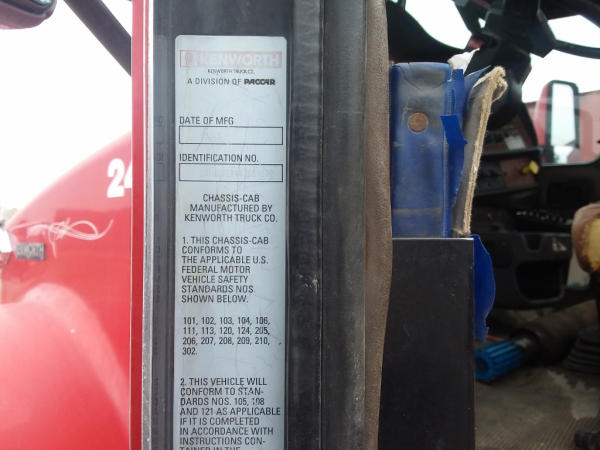 KENWORTH
KENWORTH TRUCK CO.
A DIVISION OF PACCAR
DATE OF MFG
IDENTIFICATION NO.
CHASSIS-CAB
MANUFACTURED BY
KENWORTH TRUCK CO.
1. THIS CHASSIS-CAB
CONFORMS TO
THE APPLICABLE U.S.
FEDERAL MOTOR
VEHICLE SAFETY
STANDARDS NOS.
SHOWN BELOW.
101, 102, 103, 104, 106,
111, 113, 120, 124, 205,
206, 207, 208, 209, 210,
302.
2. THIS VEHICLE WILL
CONFORM TO STAN-
DARDS NOS. 105, 108
AND 121 AS APPLICABLE
IF IT IS COMPLETED
IN ACCORDANCE WITH
INSTRUCTIONS CON-
TAINED IN THE
24
KENWORTH